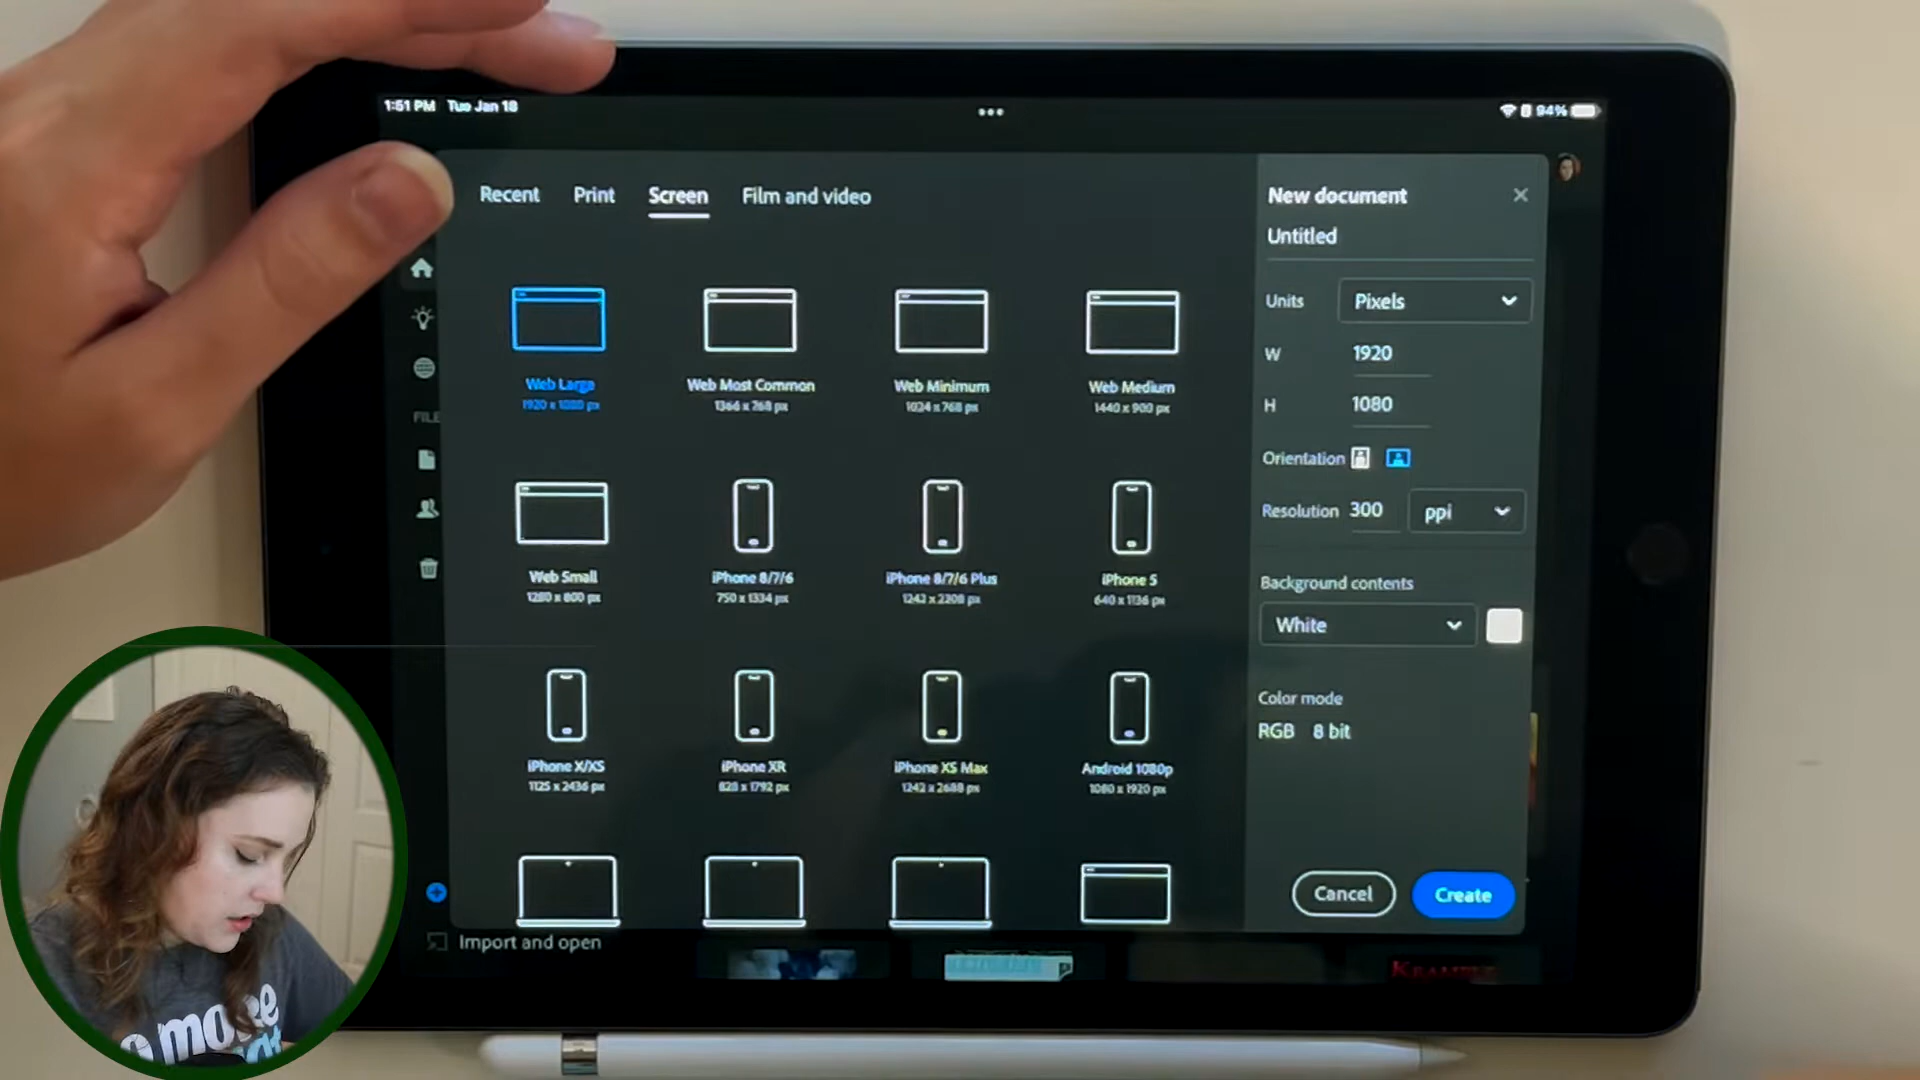 1:51 PM Tue Jan 18
94%
Recent Print Screen Film and video
New document
Untitled
Units Pixels
W 1920
H 1080
Orientation
Resolution 300 ppi
Background contents
White
Color mode
RGB 8 bit
Cancel Create
Web Large
1920 x 1080 px
Web Most Common
1366 x 768 px
Web Minimum
1024 x 768 px
Web Medium
1440 x 900 px
Web Small
1280 x 800 px
iPhone 8/7/6
750 x 1334 px
iPhone 8/7/6 Plus
1242 x 2208 px
iPhone 5
640 x 1136 px
iPhone X/XS
1125 x 2436 px
iPhone XR
828 x 1792 px
iPhone XS Max
1242 x 2688 px
Android 1080p
1080 x 1920 px
FILE
Import and open
o more